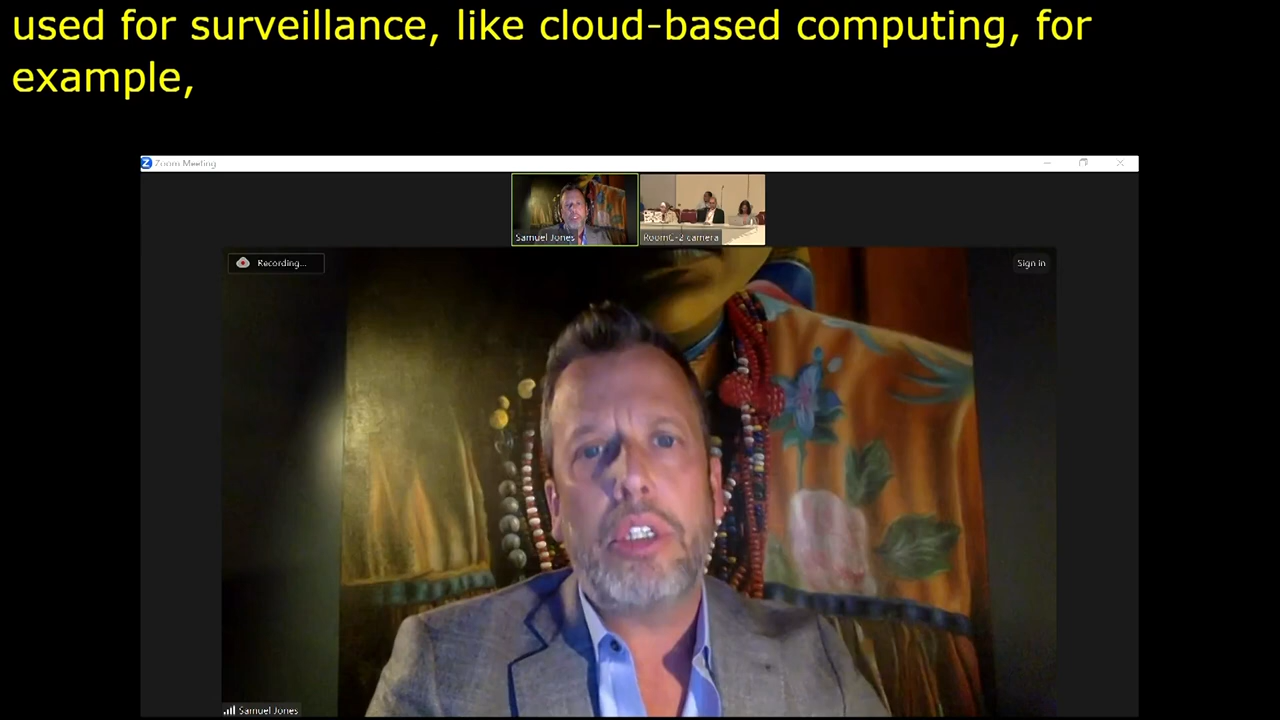 used for surveillance, like cloud-based computing, for
example,
Zoom Meeting
Samuel Jones
RoomC-2 camera
Recording...
Sign in
Samuel Jones